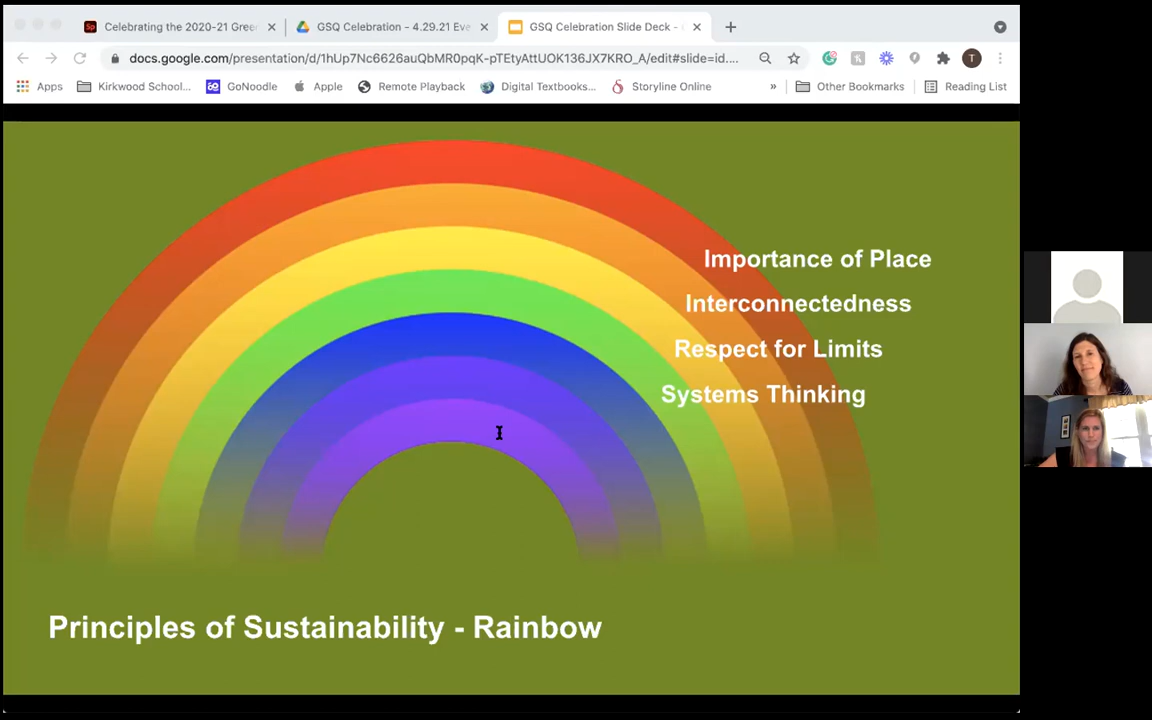 Celebrating the 2020-21 Gree
GSQ Celebration - 4.29.21 Eve
GSQ Celebration Slide Deck -
docs.google.com/presentation/d/1hUp7Nc6626auQbMR0pqK-pTEtyAttUOK136JX7KRO_A/edit#slide=id....
T
Apps
Kirkwood School...
GoNoodle
Apple
Remote Playback
Digital Textbooks...
Storyline Online
»
Other Bookmarks
Reading List
Importance of Place
Interconnectedness
Respect for Limits
Systems Thinking
Principles of Sustainability - Rainbow